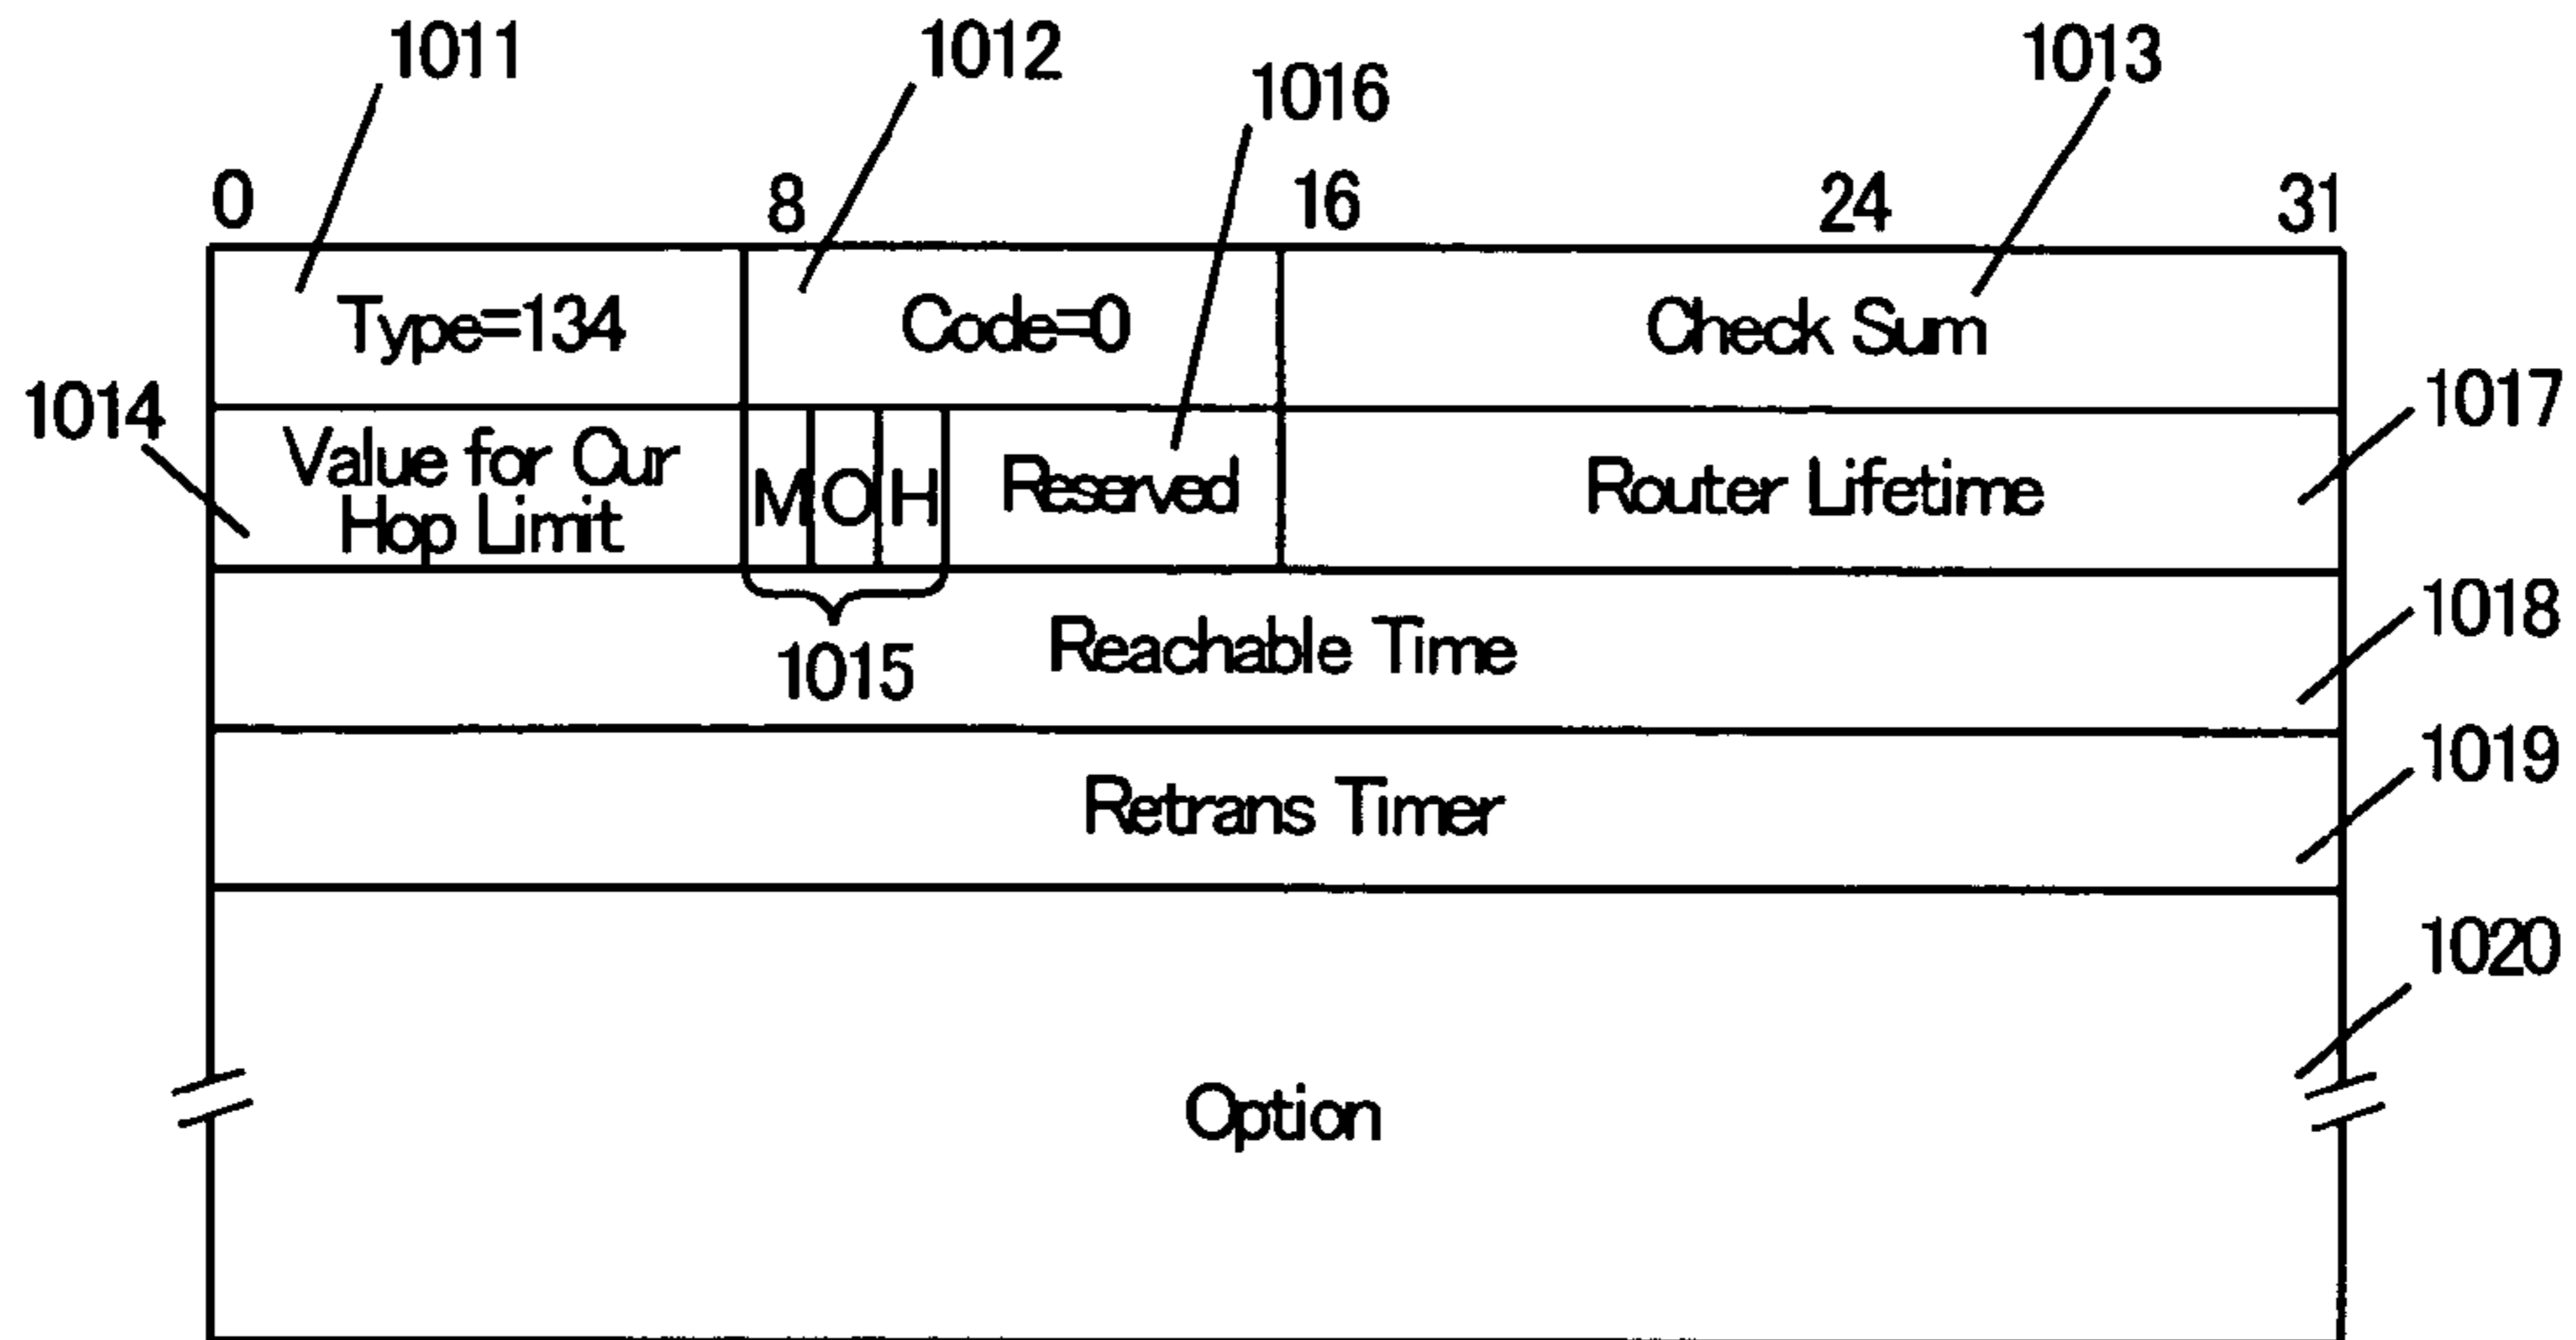 1011
1012
1016
1013
0
8
16
24
31
Type=134
Code=0
Check Sum
1014
Value for Cur
Hop Limit
M
O
H
Reserved
Router Lifetime
1017
1015
Reachable Time
1018
Retrans Timer
1019
1020
Option